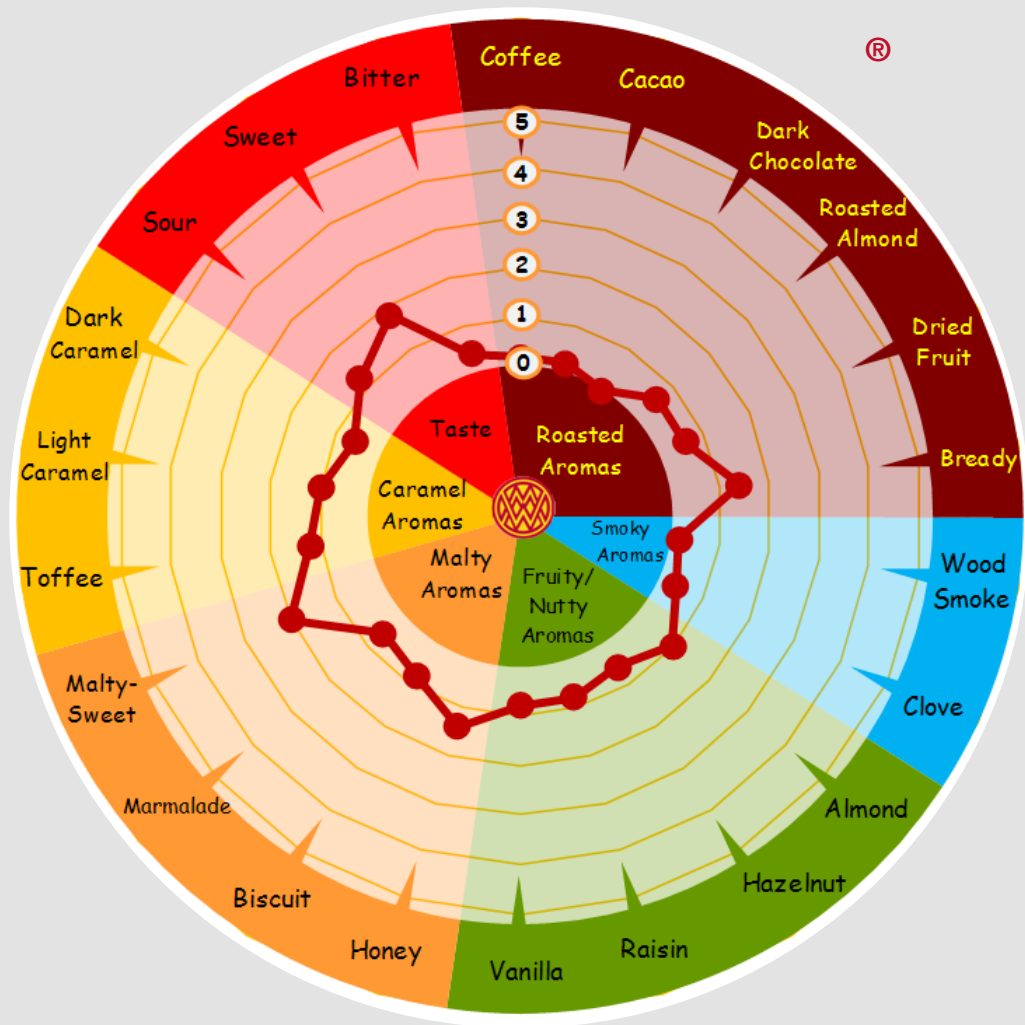 ®
Coffee
Cacao
Dark
Chocolate
Roasted
Almond
Dried
Fruit
Bready
Wood
Smoke
Clove
Almond
Hazelnut
Raisin
Vanilla
Honey
Biscuit
Marmalade
Malty-
Sweet
Toffee
Light
Caramel
Dark
Caramel
Sour
Sweet
Bitter
5
4
3
2
1
0
Taste
Roasted
Aromas
Smoky
Aromas
Fruity/
Nutty
Aromas
Malty
Aromas
Caramel
Aromas